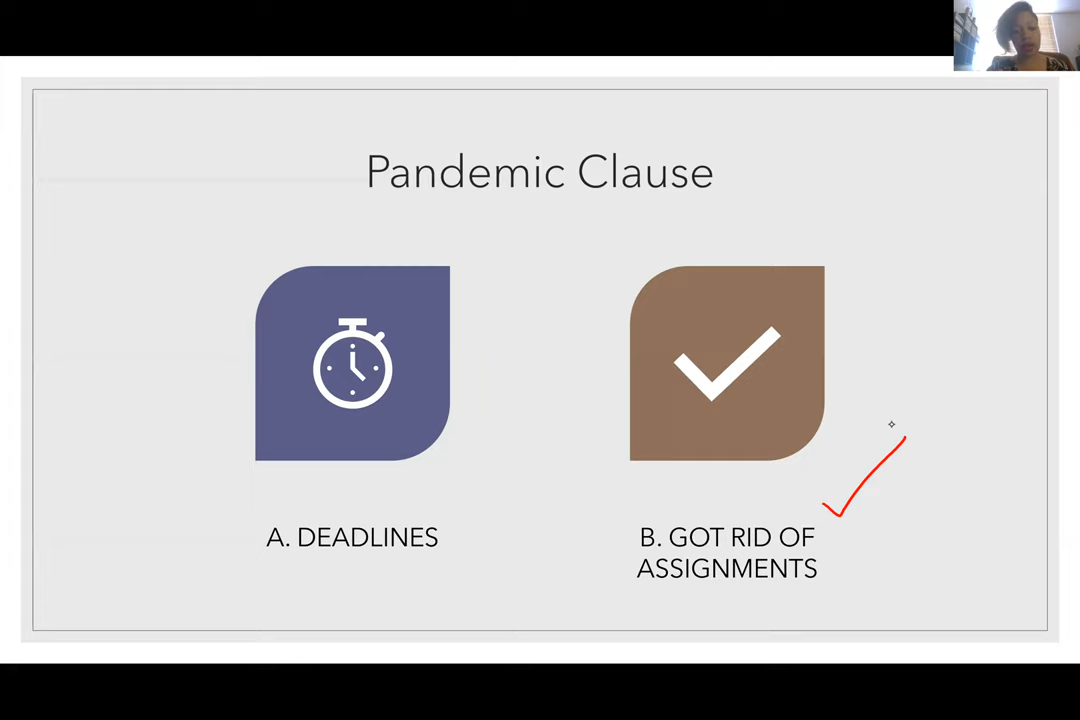 Pandemic Clause
A. DEADLINES
B. GOT RID OF
ASSIGNMENTS